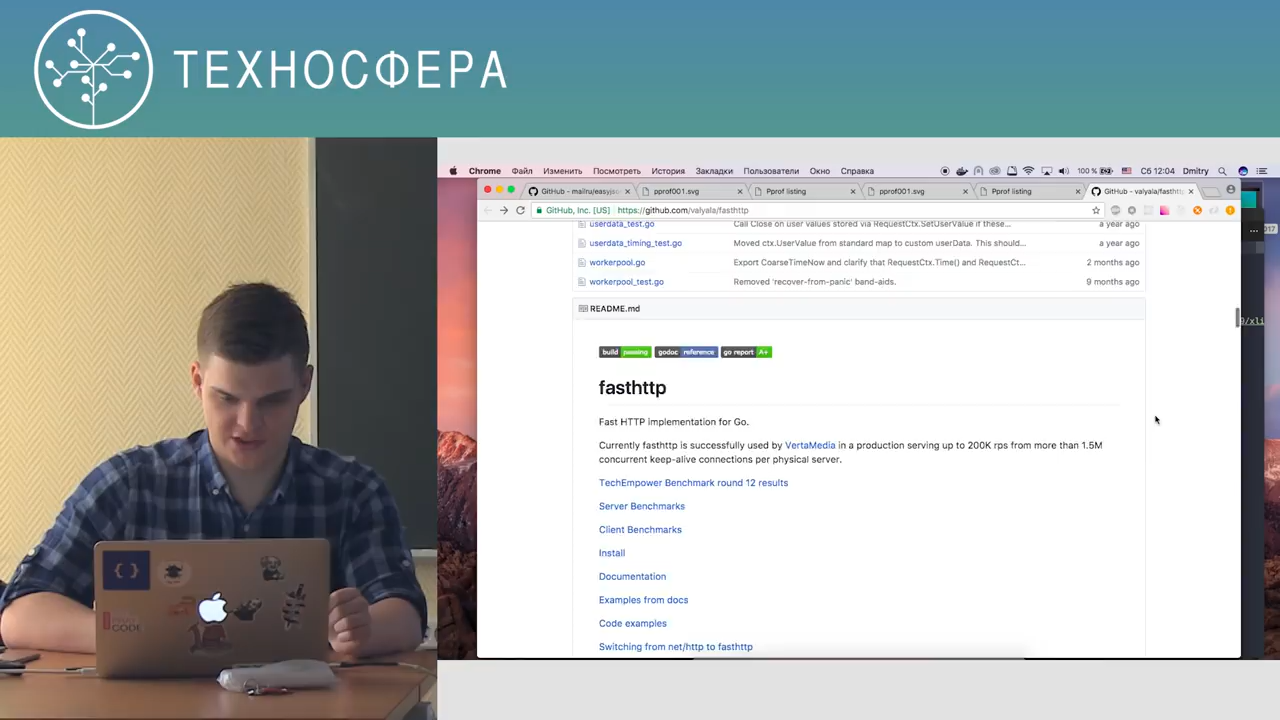 ТЕХНОСФЕРА
Chrome Файл Изменить Посмотреть История Закладки Пользователи Окно Справка 100 % Сб 12:04 Dmitry
GitHub - mailru/easyjs pprof001.svg Pprof listing pprof001.svg Pprof listing GitHub - valyala/fasthtt
GitHub, Inc. [US] https://github.com/valyala/fasthttp
userdata_test.go Call Close on user values stored via RequestCtx.SetUserValue if these... a year ago
userdata_timing_test.go Moved ctx.UserValue from standard map to custom userData. This should... a year ago
workerpool.go Export CoarseTimeNow and clarify that RequestCtx.Time() and RequestCt... 2 months ago
workerpool_test.go Removed 'recover-from-panic' band-aids. 9 months ago
README.md
build passing godoc reference go report A+
fasthttp
Fast HTTP implementation for Go.
Currently fasthttp is successfully used by VertaMedia in a production serving up to 200K rps from more than 1.5M
concurrent keep-alive connections per physical server.
TechEmpower Benchmark round 12 results
Server Benchmarks
Client Benchmarks
Install
Documentation
Examples from docs
Code examples
Switching from net/http to fasthttp